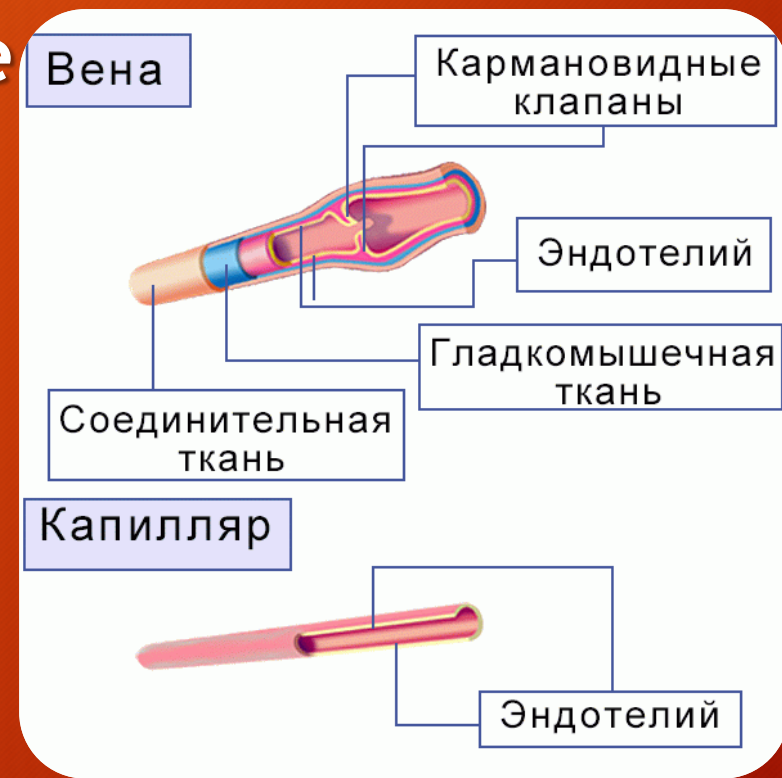 е
Вена
Кармановидные
клапаны
Эндотелий
Гладкомышечная
ткань
Соединительная
ткань
Капилляр
Эндотелий